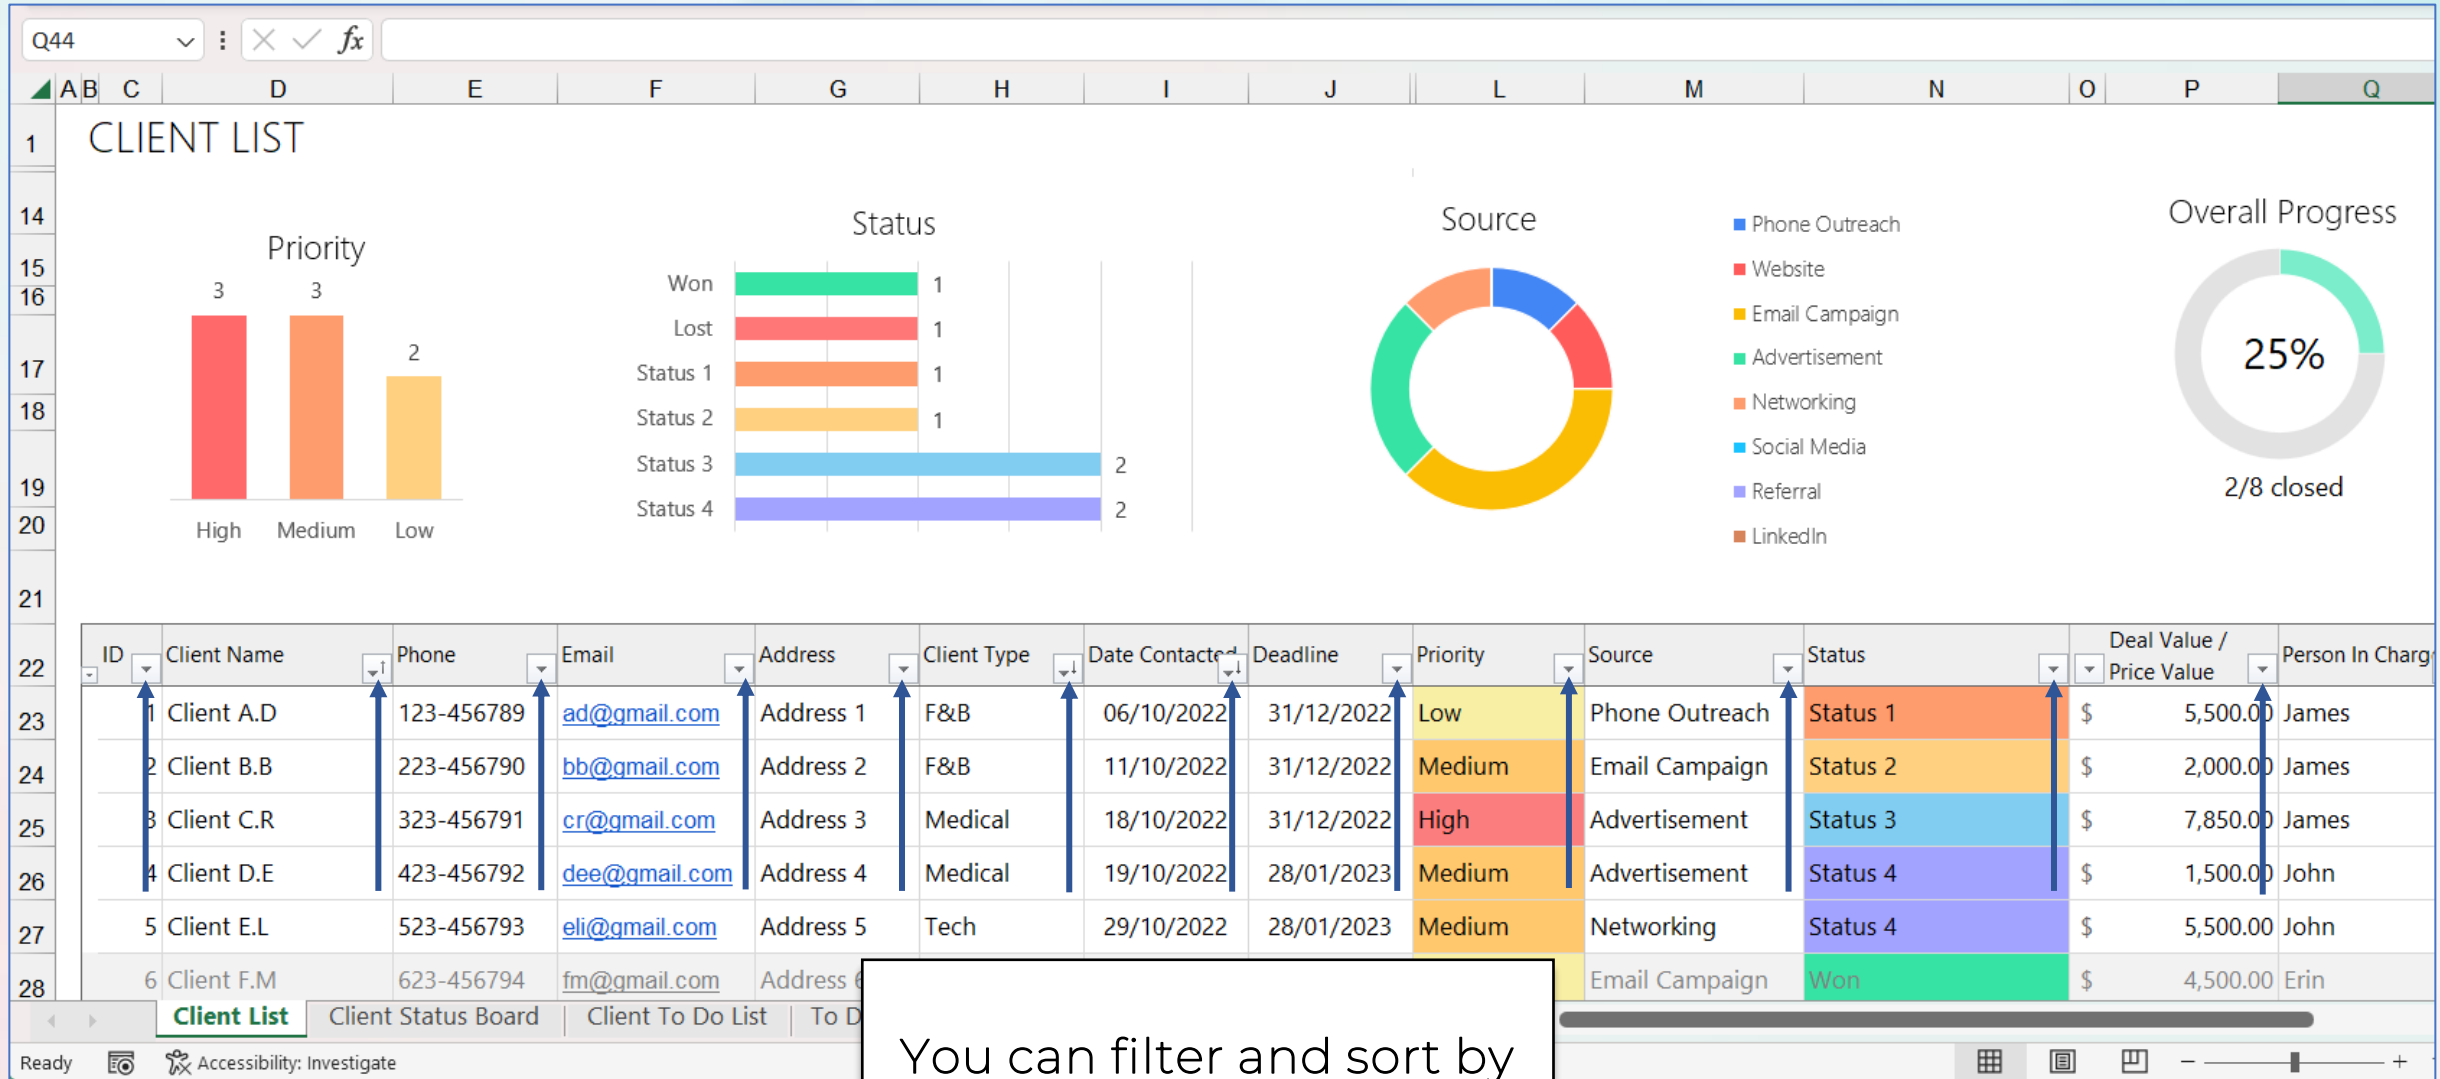 Q44 fx
A B C D E F G H I J L M N O P Q
1 CLIENT LIST
14
15
16
17
18
19
20
21
Priority
3 3 2
High Medium Low
Status
Won 1
Lost 1
Status 1 1
Status 2 1
Status 3 2
Status 4 2
Source
Phone Outreach
Website
Email Campaign
Advertisement
Networking
Social Media
Referral
LinkedIn
Overall Progress
25%
2/8 closed
22 ID Client Name Phone Email Address Client Type Date Contacted Deadline Priority Source Status Deal Value / Price Value Person In Charg
23 1 Client A.D 123-456789 ad@gmail.com Address 1 F&B 06/10/2022 31/12/2022 Low Phone Outreach Status 1 $ 5,500.00 James
24 2 Client B.B 223-456790 bb@gmail.com Address 2 F&B 11/10/2022 31/12/2022 Medium Email Campaign Status 2 $ 2,000.00 James
25 3 Client C.R 323-456791 cr@gmail.com Address 3 Medical 18/10/2022 31/12/2022 High Advertisement Status 3 $ 7,850.00 James
26 4 Client D.E 423-456792 dee@gmail.com Address 4 Medical 19/10/2022 28/01/2023 Medium Advertisement Status 4 $ 1,500.00 John
27 5 Client E.L 523-456793 eli@gmail.com Address 5 Tech 29/10/2022 28/01/2023 Medium Networking Status 4 $ 5,500.00 John
28 6 Client F.M 623-456794 fm@gmail.com Address Email Campaign Won $ 4,500.00 Erin
Client List Client Status Board Client To Do List To D
You can filter and sort by
Ready Accessibility: Investigate